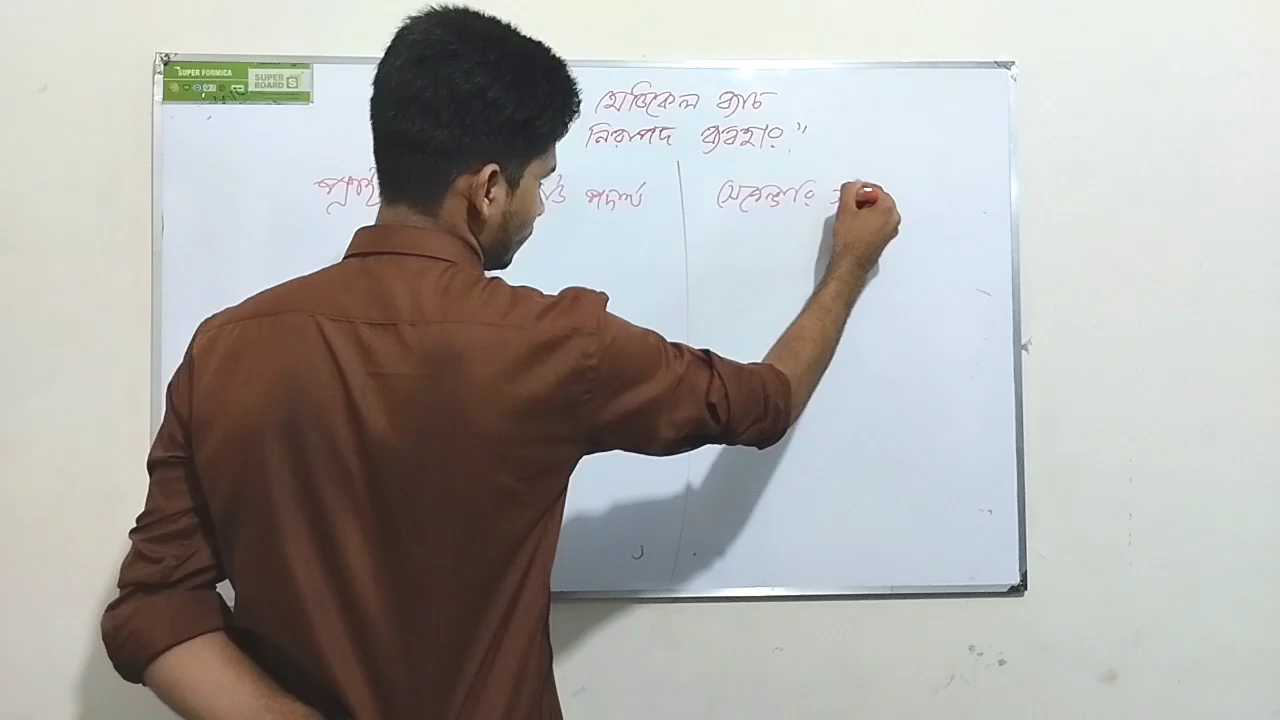 SUPER FORMICA
SUPER
BOARD S
মেডিকেল ব্যাচ
নিরাপদ ব্যবহার"
পদার্থ
সেকেন্ডারি